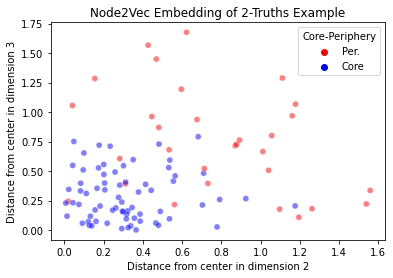 Node2Vec Embedding of 2-Truths Example
Distance from center in dimension 3
1.75
1.50
1.25
1.00
0.75
0.50
0.25
0.00
Core-Periphery
Per.
Core
0.0 0.2 0.4 0.6 0.8 1.0 1.2 1.4 1.6
Distance from center in dimension 2